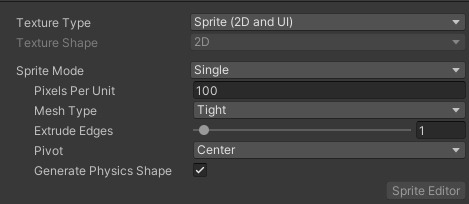 Texture Type Sprite (2D and UI)
Texture Shape 2D
Sprite Mode Single
Pixels Per Unit 100
Mesh Type Tight
Extrude Edges 1
Pivot Center
Generate Physics Shape
Sprite Editor